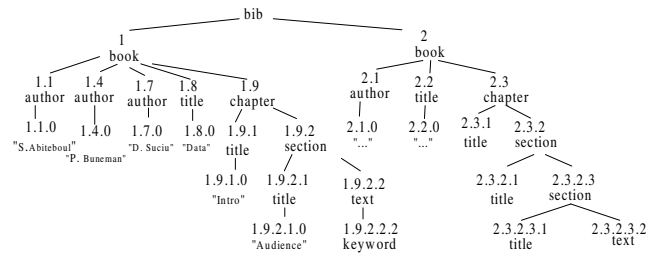 bib
1 2
book book
1.1 1.4 1.7 1.8 1.9 2.1 2.2 2.3
author author author title chapter author title chapter
1.1.0 1.4.0 1.7.0 1.8.0 1.9.1 1.9.2 2.1.0 2.2.0 2.3.1 2.3.2
"S.Abiteboul" "P. Buneman" "D. Suciu" "Data" title section "..." "..." title section
1.9.1.0 1.9.2.1 1.9.2.2 2.3.2.1 2.3.2.3
"Intro" title text title section
1.9.2.1.0 1.9.2.2.2 2.3.2.3.1 2.3.2.3.2
"Audience" keyword title text